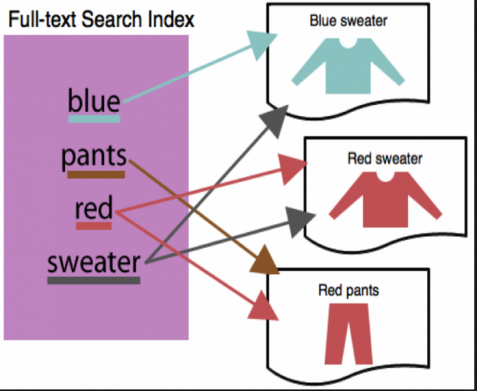 Full-text Search Index
blue
pants
red
sweater
Blue sweater
Red sweater
Red pants